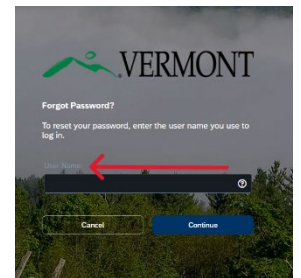 VERMONT
Forgot Password?
To reset your password, enter the user name you use to
log in.
User Name
Cancel
Continue